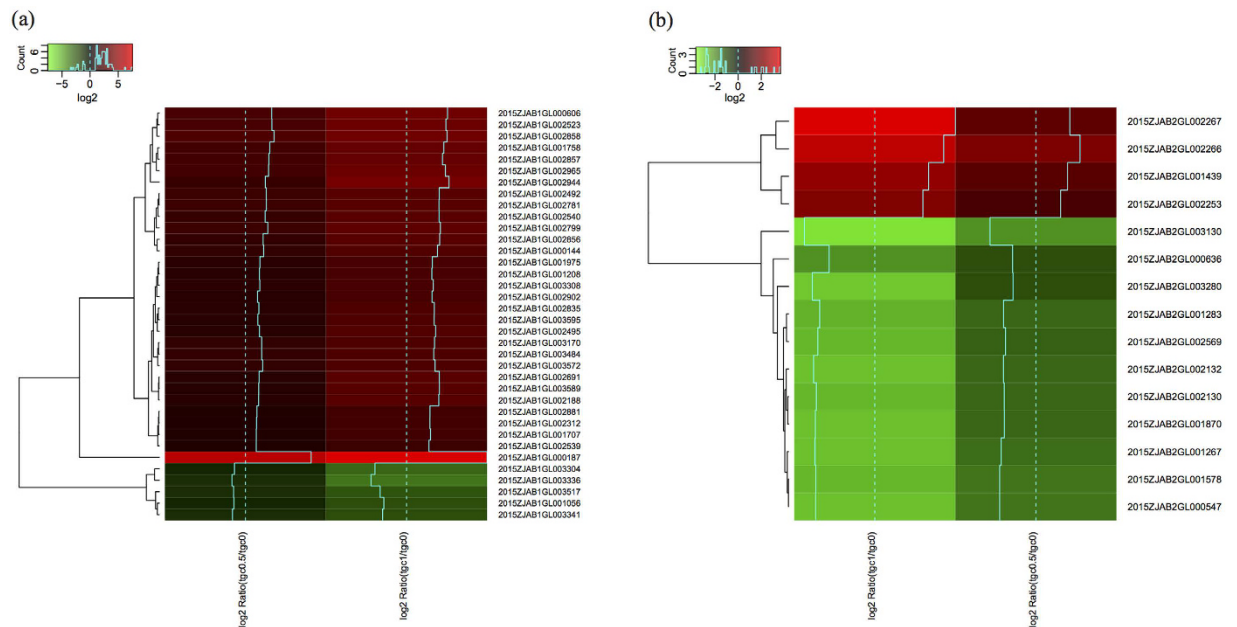 (a)
Count
0 2 6
−5 0 5
log2
2015ZJAB1GL000606
2015ZJAB1GL002523
2015ZJAB1GL002858
2015ZJAB1GL001758
2015ZJAB1GL002857
2015ZJAB1GL002965
2015ZJAB1GL002944
2015ZJAB1GL002492
2015ZJAB1GL002781
2015ZJAB1GL002540
2015ZJAB1GL002799
2015ZJAB1GL002856
2015ZJAB1GL000144
2015ZJAB1GL001975
2015ZJAB1GL001208
2015ZJAB1GL003308
2015ZJAB1GL002902
2015ZJAB1GL002835
2015ZJAB1GL003595
2015ZJAB1GL002495
2015ZJAB1GL003170
2015ZJAB1GL003484
2015ZJAB1GL003572
2015ZJAB1GL002691
2015ZJAB1GL003589
2015ZJAB1GL002188
2015ZJAB1GL002881
2015ZJAB1GL002312
2015ZJAB1GL001707
2015ZJAB1GL002539
2015ZJAB1GL000187
2015ZJAB1GL003304
2015ZJAB1GL003336
2015ZJAB1GL003517
2015ZJAB1GL001056
2015ZJAB1GL003341
log2 Ratio(tgc0.5/tgc0)
log2 Ratio(tgc1/tgc0)
(b)
Count
0 3
−2 0 2
log2
2015ZJAB2GL002267
2015ZJAB2GL002266
2015ZJAB2GL001439
2015ZJAB2GL002253
2015ZJAB2GL003130
2015ZJAB2GL000636
2015ZJAB2GL003280
2015ZJAB2GL001283
2015ZJAB2GL002569
2015ZJAB2GL002132
2015ZJAB2GL002130
2015ZJAB2GL001870
2015ZJAB2GL001267
2015ZJAB2GL001578
2015ZJAB2GL000547
log2 Ratio(tgc1/tgc0)
log2 Ratio(tgc0.5/tgc0)